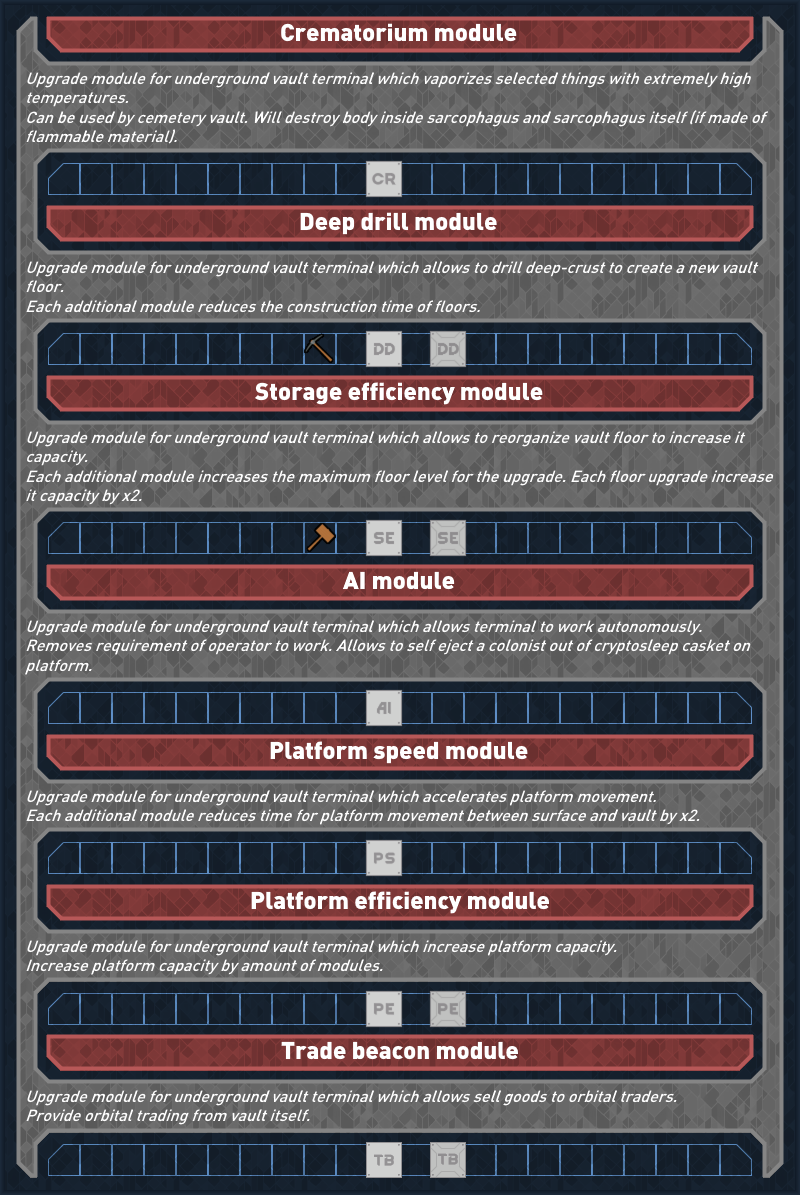 Crematorium module
Upgrade module for underground vault terminal which vaporizes selected things with extremely high
temperatures.
Can be used by cemetery vault. Will destroy body inside sarcophagus and sarcophagus itself (if made of
flammable material).
CR
Deep drill module
Upgrade module for underground vault terminal which allows to drill deep-crust to create a new vault
floor.
Each additional module reduces the construction time of floors.
DD DD
Storage efficiency module
Upgrade module for underground vault terminal which allows to reorganize vault floor to increase it
capacity.
Each additional module increases the maximum floor level for the upgrade. Each floor upgrade increase
it capacity by x2.
SE SE
AI module
Upgrade module for underground vault terminal which allows terminal to work autonomously.
Removes requirement of operator to work. Allows to self eject a colonist out of cryptosleep casket on
platform.
AI
Platform speed module
Upgrade module for underground vault terminal which accelerates platform movement.
Each additional module reduces time for platform movement between surface and vault by x2.
PS
Platform efficiency module
Upgrade module for underground vault terminal which increase platform capacity.
Increase platform capacity by amount of modules.
PE PE
Trade beacon module
Upgrade module for underground vault terminal which allows sell goods to orbital traders.
Provide orbital trading from vault itself.
TB TB